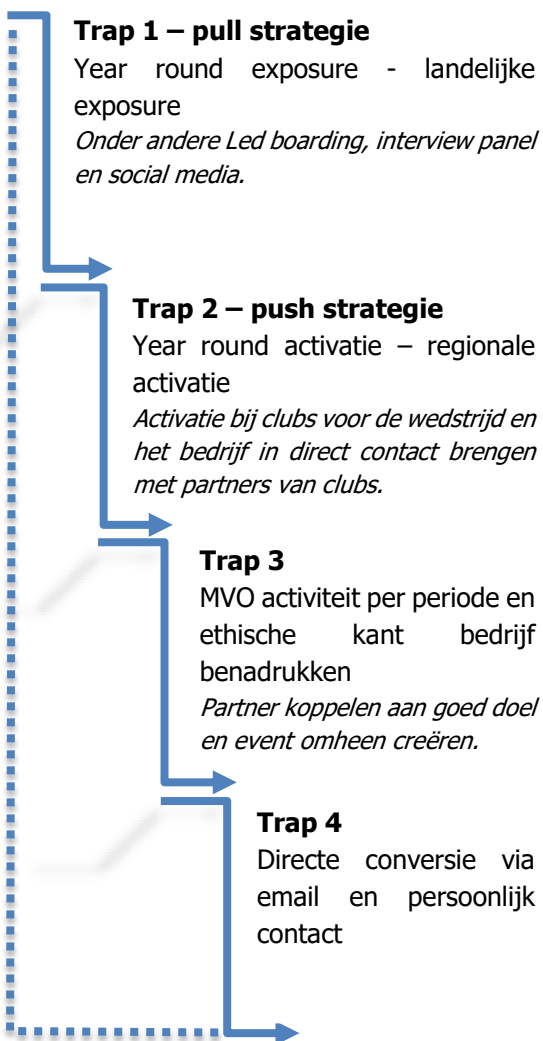 Trap 1 – pull strategie
Year round exposure - landelijke
exposure
Onder andere Led boarding, interview panel
en social media.
Trap 2 – push strategie
Year round activatie – regionale
activatie
Activatie bij clubs voor de wedstrijd en
het bedrijf in direct contact brengen
met partners van clubs.
Trap 3
MVO activiteit per periode en
ethische kant bedrijf
benadrukken
Partner koppelen aan goed doel
en event omheen creëren.
Trap 4
Directe conversie via
email en persoonlijk
contact